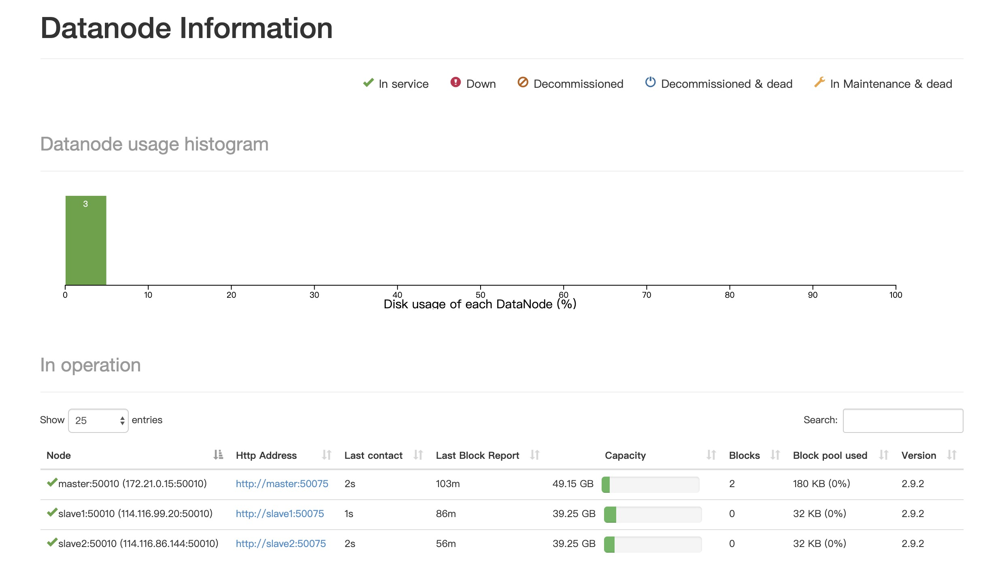 Datanode Information
In service Down Decommissioned Decommissioned & dead In Maintenance & dead
Datanode usage histogram
3
0 10 20 30 40 50 60 70 80 90 100
Disk usage of each DataNode (%)
In operation
Show 25 entries Search:
Node Http Address Last contact Last Block Report Capacity Blocks Block pool used Version
master:50010 (172.21.0.15:50010) http://master:50075 2s 103m 49.15 GB 2 180 KB (0%) 2.9.2
slave1:50010 (114.116.99.20:50010) http://slave1:50075 1s 86m 39.25 GB 0 32 KB (0%) 2.9.2
slave2:50010 (114.116.86.144:50010) http://slave2:50075 2s 56m 39.25 GB 0 32 KB (0%) 2.9.2